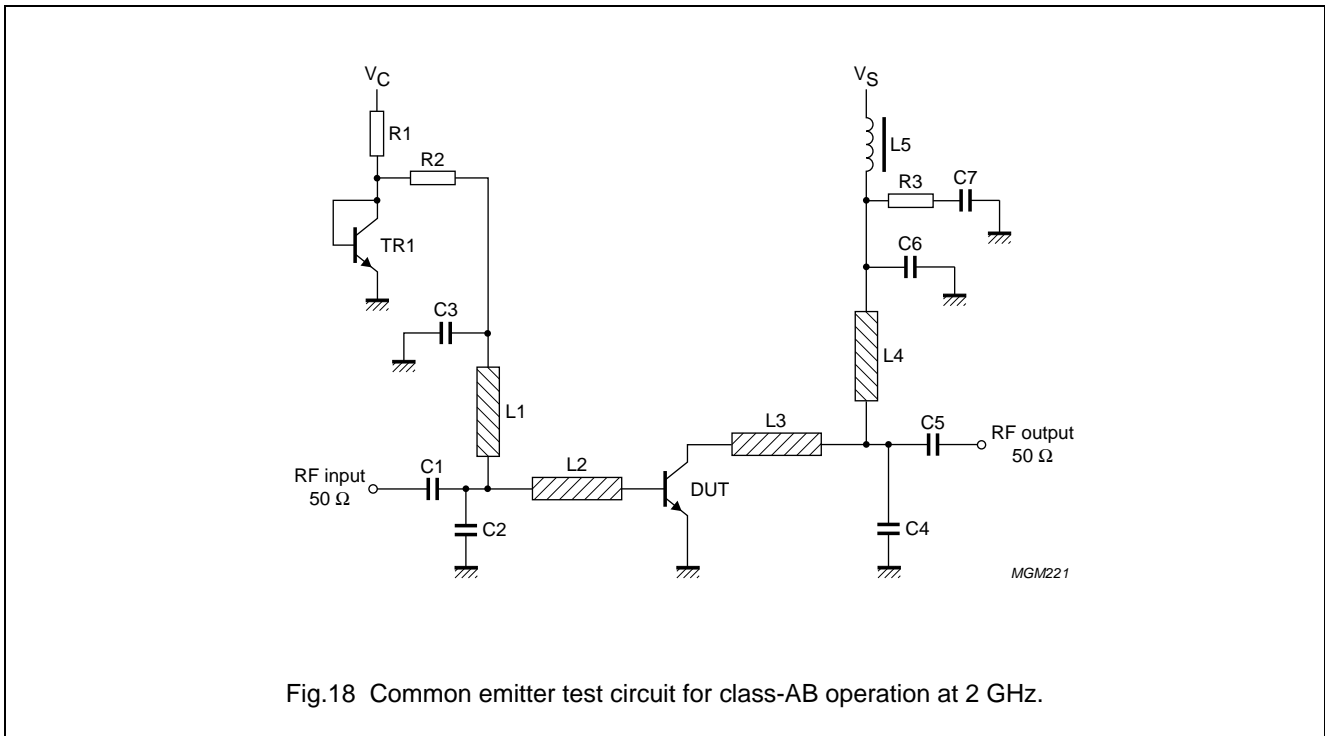 VC
VS
R1
L5
R2
R3
C7
TR1
C6
C3
L4
L1
L3
C5
RF output
50 Ω
RF input
50 Ω
C1
L2
DUT
C2
C4
MGM221
Fig.18 Common emitter test circuit for class-AB operation at 2 GHz.